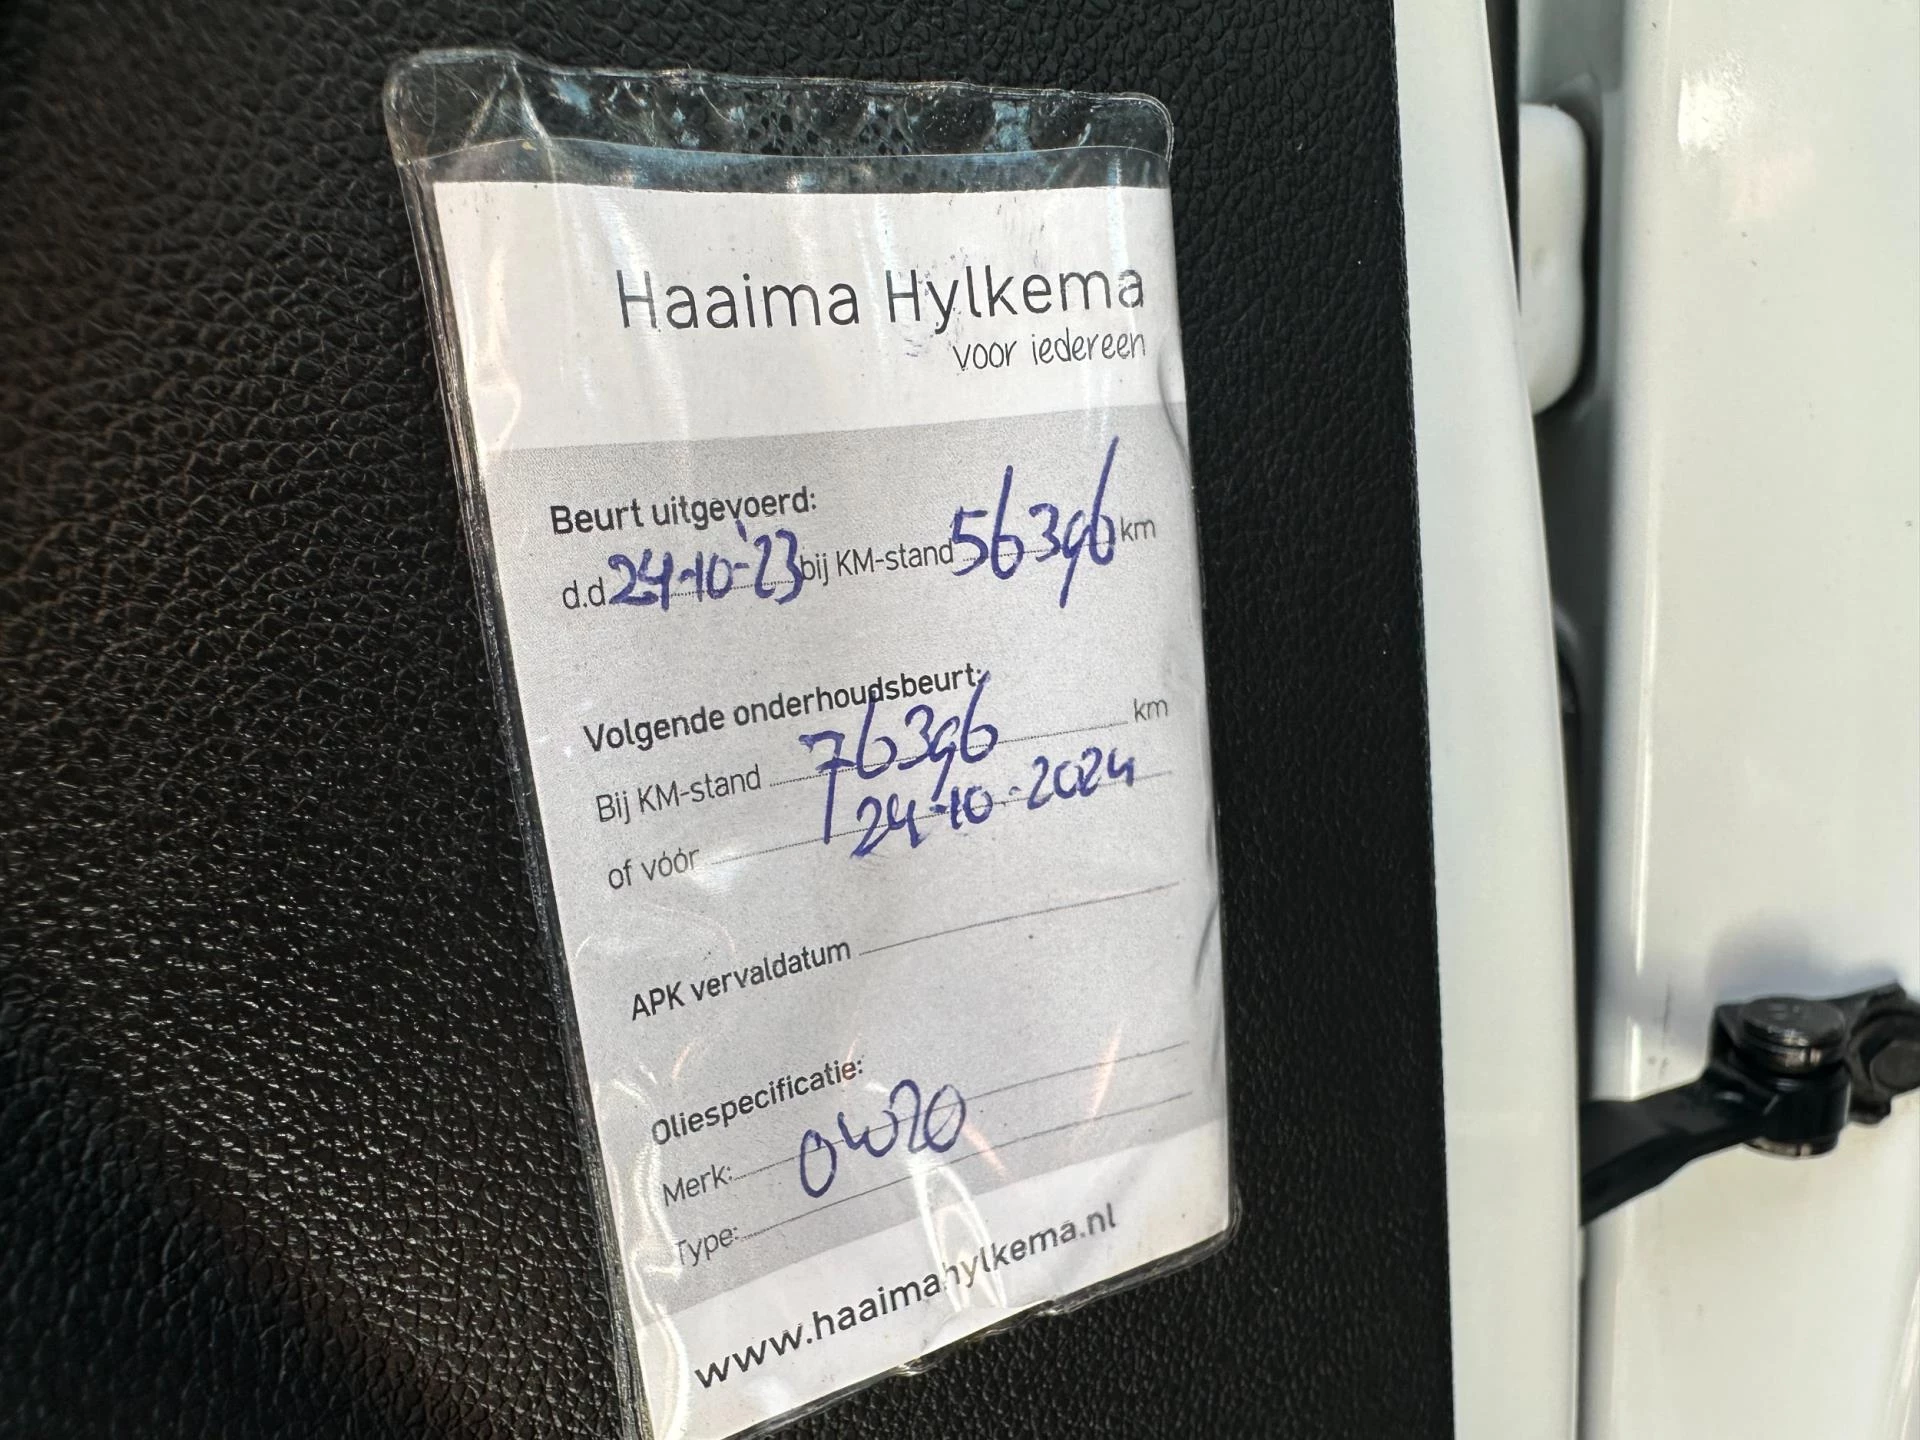 Haaima Hylkema
voor iedereen
Beurt uitgevoerd:
d.d. 24-10-'23 bij KM-stand 56396 km
Volgende onderhoudsbeurt:
Bij KM-stand 76396 km
of vóór 24-10-2024
APK vervaldatum
Oliespecificatie:
Merk: 0W20
Type:
www.haaimahylkema.nl